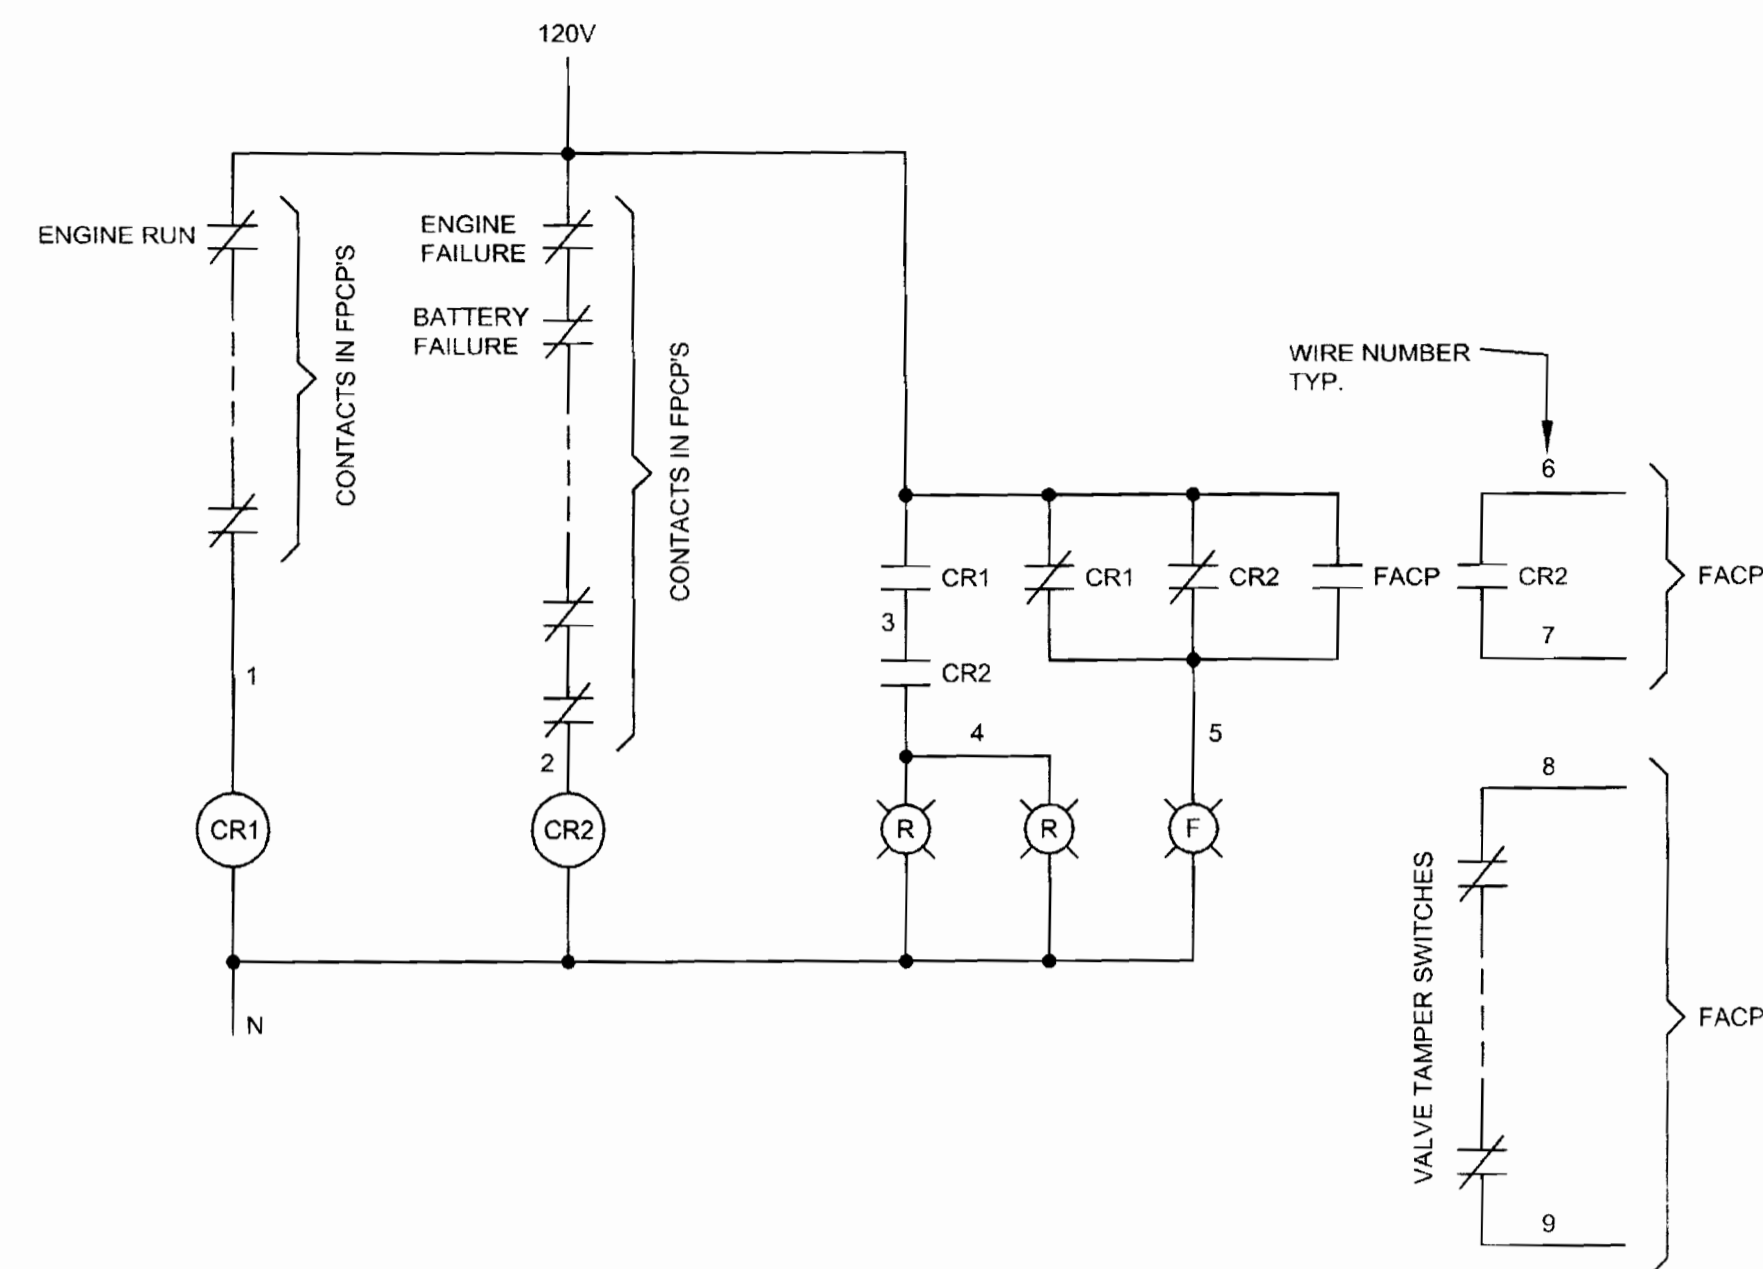 120V
ENGINE RUN
CONTACTS IN FPCP'S
ENGINE
FAILURE
BATTERY
FAILURE
CONTACTS IN FPCP'S
WIRE NUMBER
TYP.
6
CR1
CR1
CR2
FACP
CR2
FACP
3
7
1
CR2
4
5
2
8
CR1
CR2
R
R
F
VALVE TAMPER SWITCHES
FACP
N
9